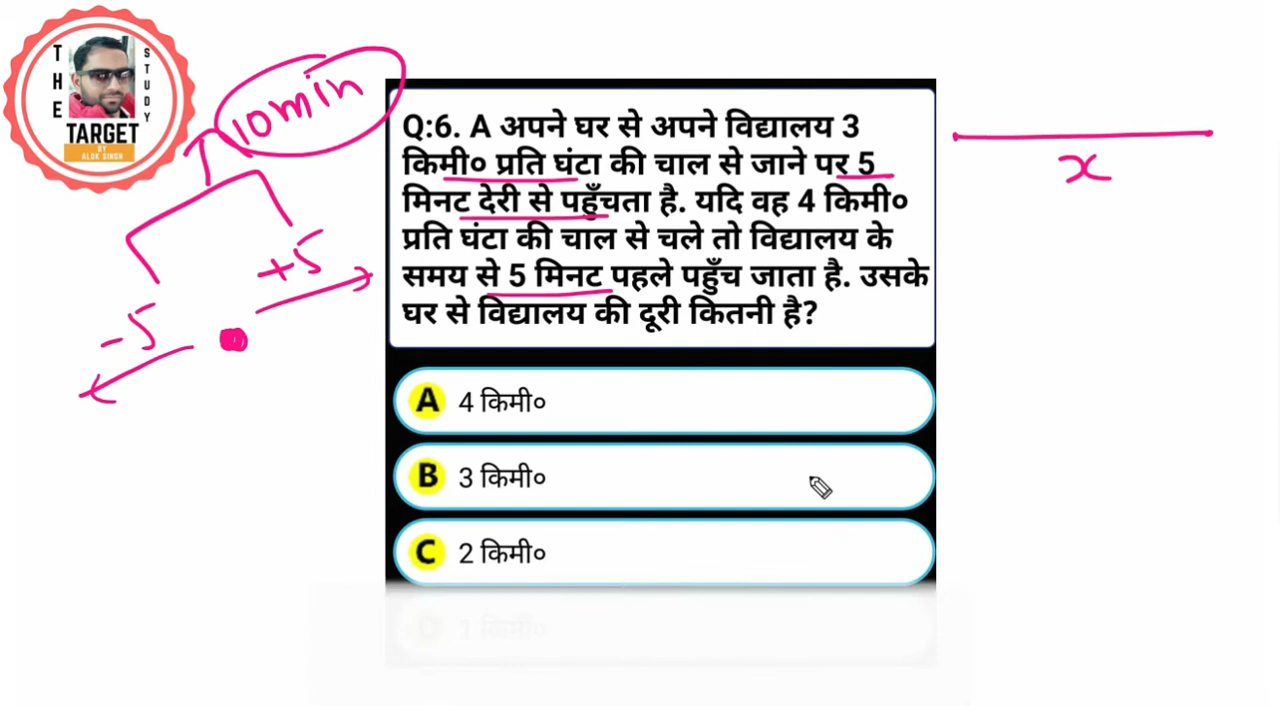 THE
STUDY
TARGET
BY
ALOK SINGH
10min
-5
+5
Q:6. A अपने घर से अपने विद्यालय 3
किमी० प्रति घंटा की चाल से जाने पर 5
मिनट देरी से पहुँचता है. यदि वह 4 किमी०
प्रति घंटा की चाल से चले तो विद्यालय के
समय से 5 मिनट पहले पहुँच जाता है. उसके
घर से विद्यालय की दूरी कितनी है?
x
A 4 किमी०
B 3 किमी०
C 2 किमी०